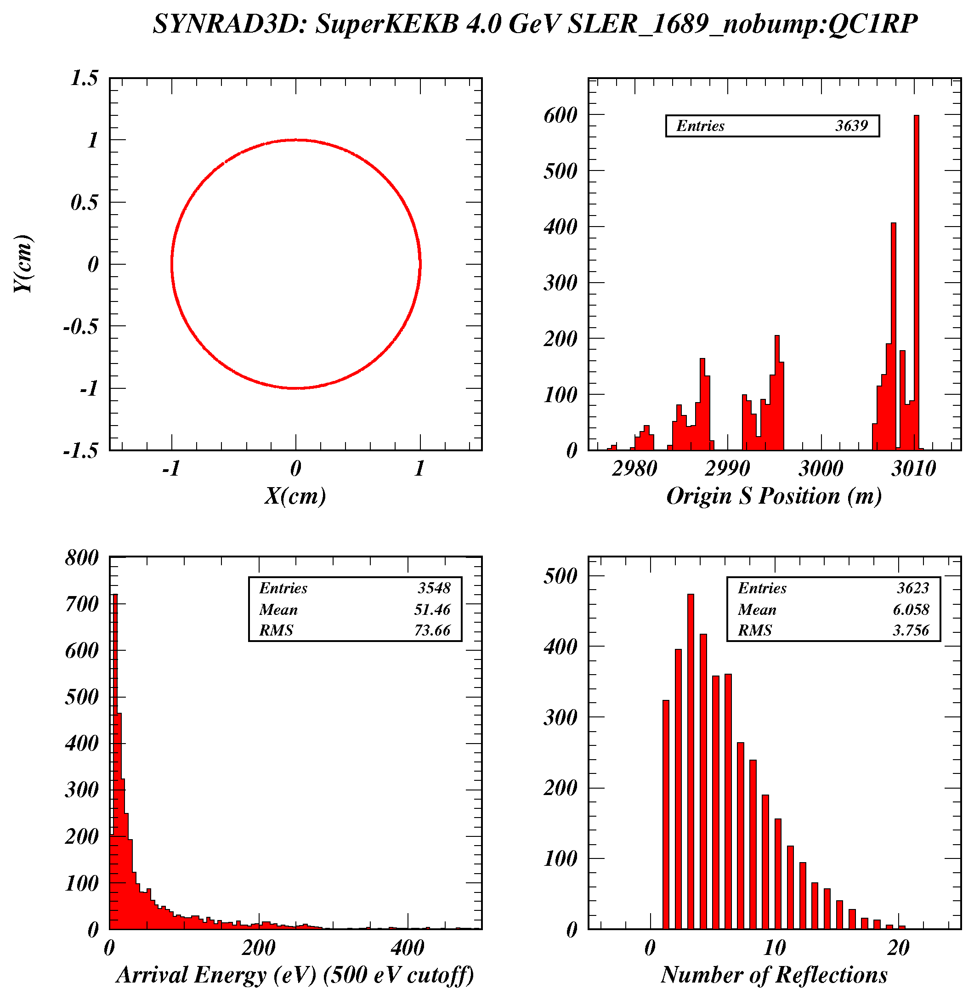 SYNRAD3D: SuperKEKB 4.0 GeV SLER_1689_nobump:QC1RP
1.5
1
0.5
0
-0.5
-1
-1.5
Y(cm)
-1 0 1
X(cm)
600
500
400
300
200
100
0
Entries 3639
2980 2990 3000 3010
Origin S Position (m)
800
700
600
500
400
300
200
100
0
Entries 3548
Mean 51.46
RMS 73.66
0 200 400
Arrival Energy (eV) (500 eV cutoff)
500
400
300
200
100
0
Entries 3623
Mean 6.058
RMS 3.756
0 10 20
Number of Reflections